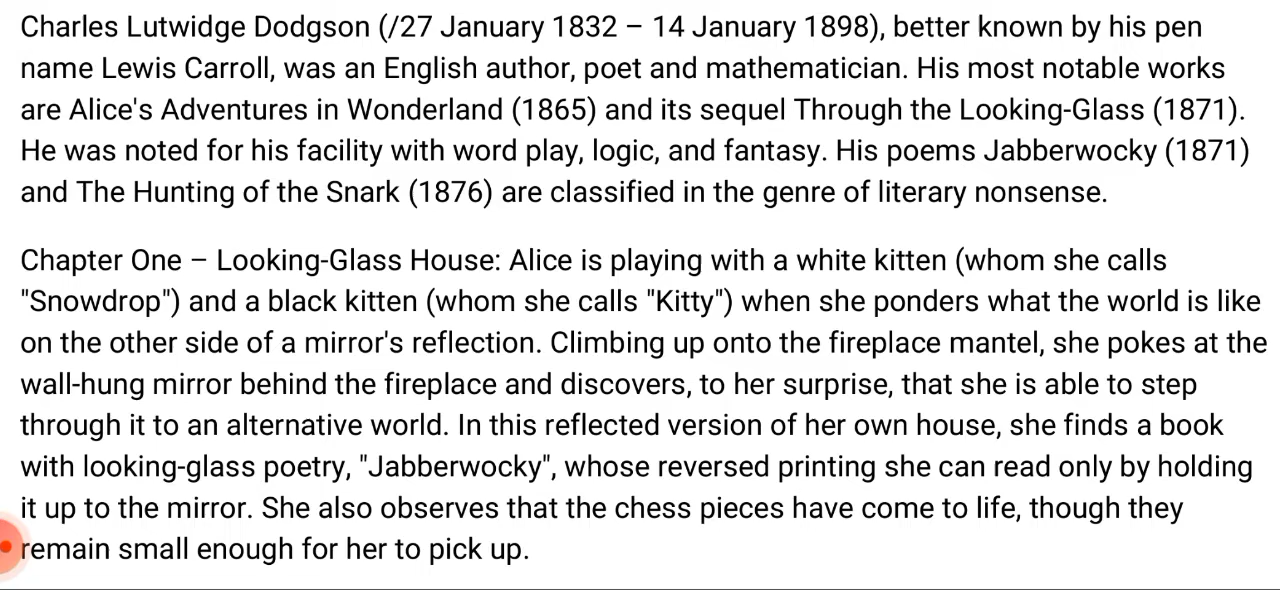 Charles Lutwidge Dodgson (/27 January 1832 – 14 January 1898), better known by his pen
name Lewis Carroll, was an English author, poet and mathematician. His most notable works
are Alice's Adventures in Wonderland (1865) and its sequel Through the Looking-Glass (1871).
He was noted for his facility with word play, logic, and fantasy. His poems Jabberwocky (1871)
and The Hunting of the Snark (1876) are classified in the genre of literary nonsense.
Chapter One – Looking-Glass House: Alice is playing with a white kitten (whom she calls
"Snowdrop") and a black kitten (whom she calls "Kitty") when she ponders what the world is like
on the other side of a mirror's reflection. Climbing up onto the fireplace mantel, she pokes at the
wall-hung mirror behind the fireplace and discovers, to her surprise, that she is able to step
through it to an alternative world. In this reflected version of her own house, she finds a book
with looking-glass poetry, "Jabberwocky", whose reversed printing she can read only by holding
it up to the mirror. She also observes that the chess pieces have come to life, though they
remain small enough for her to pick up.